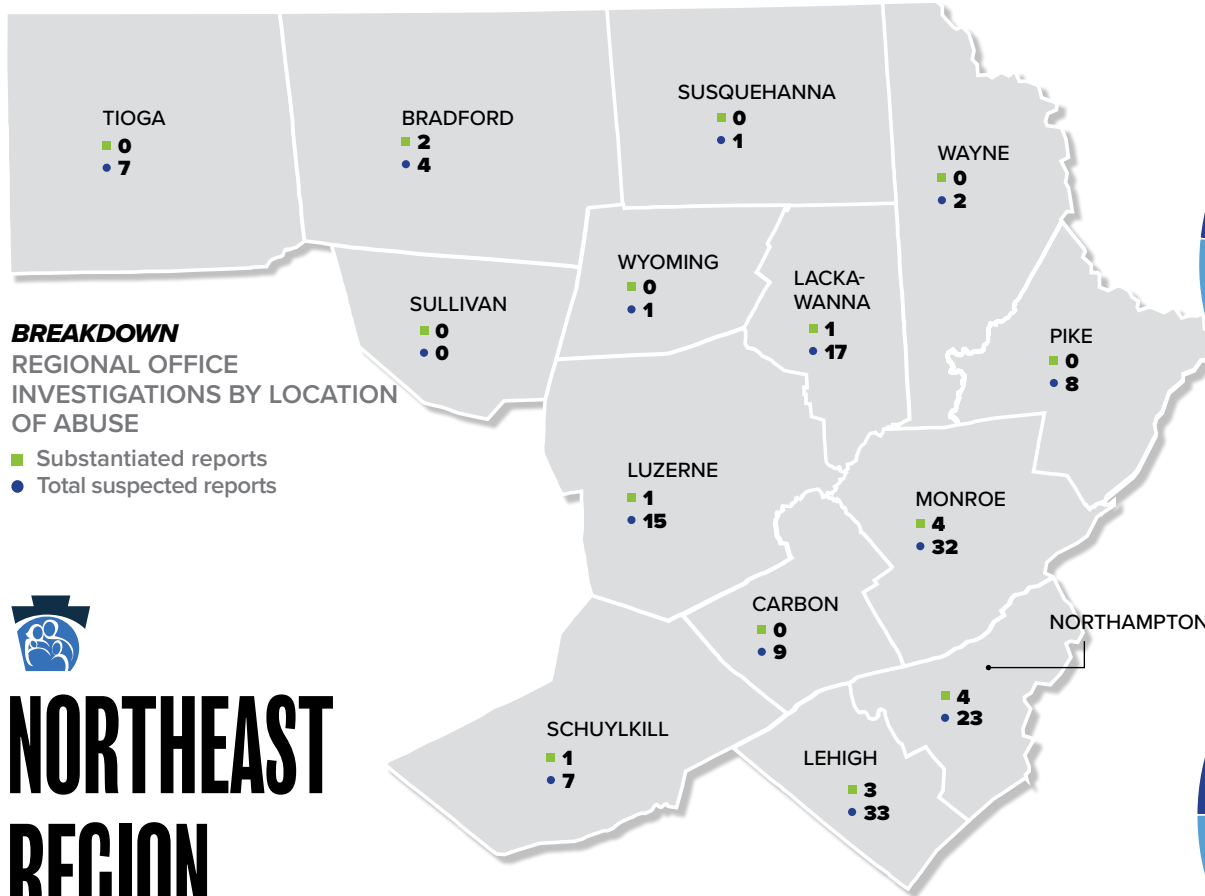 TIOGA
0
7
BRADFORD
2
4
SUSQUEHANNA
0
1
WAYNE
0
2
WYOMING
0
1
LACKA-
WANNA
1
17
SULLIVAN
0
0
PIKE
0
8
BREAKDOWN
REGIONAL OFFICE
INVESTIGATIONS BY LOCATION
OF ABUSE
Substantiated reports
Total suspected reports
LUZERNE
1
15
MONROE
4
32
CARBON
0
9
NORTHAMPTON
4
23
SCHUYLKILL
1
7
LEHIGH
3
33
NORTHEAST
REGION